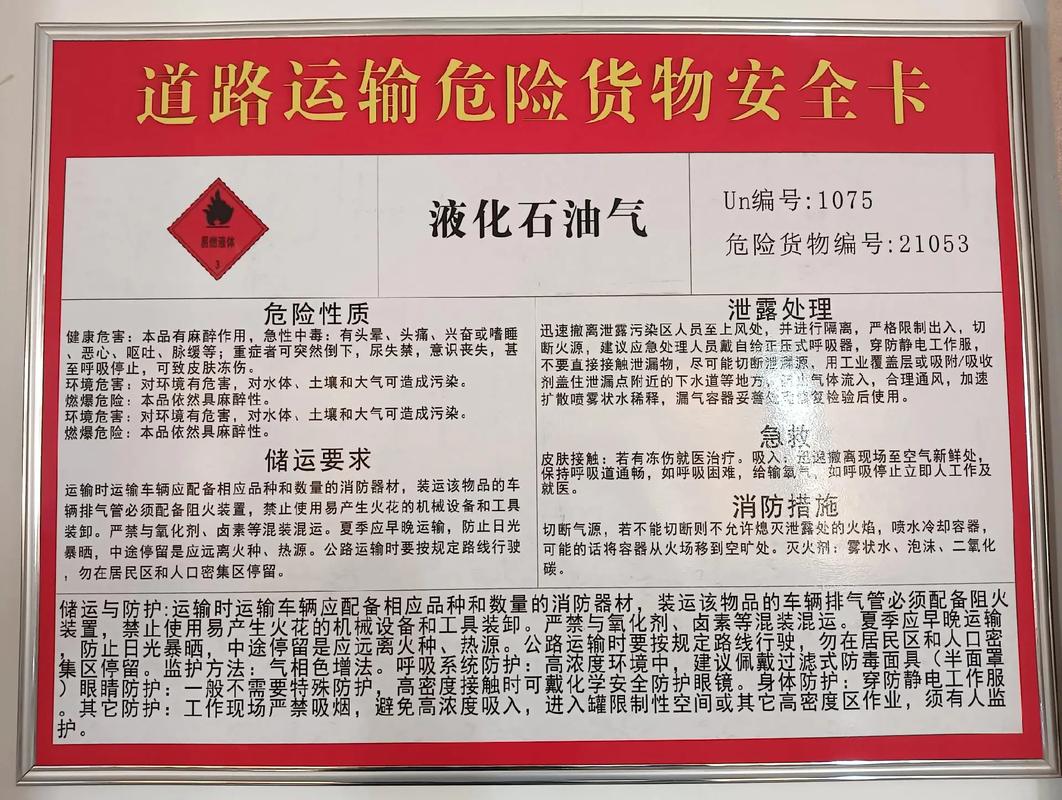 道路运输危险货物安全卡
易燃液体
3
液化石油气
Un编号:1075
危险货物编号:21053
危险性质
健康危害：本品有麻醉作用，急性中毒：有头晕、头痛、兴奋或嗜睡
、恶心、呕吐、脉缓等；重症者可突然倒下，尿失禁，意识丧失，甚
至呼吸停止，可致皮肤冻伤。
环境危害：对环境有危害，对水体、土壤和大气可造成污染。
燃爆危险：本品依然具麻醉性。
环境危害：对环境有危害，对水体、土壤和大气可造成污染。
燃爆危险：本品依然具麻醉性。
储运要求
运输时运输车辆应配备相应品种和数量的消防器材，装运该物品的车
辆排气管必须配备阻火装置，禁止使用易产生火花的机械设备和工具
装卸。严禁与氧化剂、卤素等混装混运。夏季应早晚运输，防止日光
暴晒，中途停留是应远离火种、热源。公路运输时要按规定路线行驶
，勿在居民区和人口密集区停留。
泄露处理
迅速撤离泄露污染区人员至上风处，并进行隔离，严格限制出入，切
断火源，建议应急处理人员戴自给正压式呼吸器，穿防静电工作服，
不要直接接触泄漏物，尽可能切断泄漏源，用工业覆盖层或吸附/吸收
剂盖住泄漏点附近的下水道等地方，防止气体流入，合理通风，加速
扩散喷雾状水稀释，漏气容器妥善处理修复检验后使用。
急救
皮肤接触：若有冻伤就医治疗。吸入：迅速撤离现场至空气新鲜处，
保持呼吸道通畅，如呼吸困难，给输氧气，如呼吸停止立即人工作及
就医。
消防措施
切断气源，若不能切断则不允许熄灭泄露处的火焰，喷水冷却容器，
可能的话将容器从火场移到空旷处。灭火剂：雾状水、泡沫、二氧化
碳。
储运与防护:运输时运输车辆应配备相应品种和数量的消防器材，装运该物品的车辆排气管必须配备阻火
装置，禁止使用易产生火花的机械设备和工具装卸。严禁与氧化剂、卤素等混装混运。夏季应早晚运输
，防止日光暴晒，中途停留是应远离火种、热源。公路运输时要按规定路线行驶，勿在居民区和人口密
集区停留。监护方法：气相色增法。呼吸系统防护：高浓度环境中，建议佩戴过滤式防毒面具（半面罩
）眼睛防护：一般不需要特殊防护，高密度接触时可戴化学安全防护眼镜。身体防护：穿防静电工作服
。其它防护：工作现场严禁吸烟，避免高浓度吸入，进入罐限制性空间或其它高密度区作业，须有人监
护。